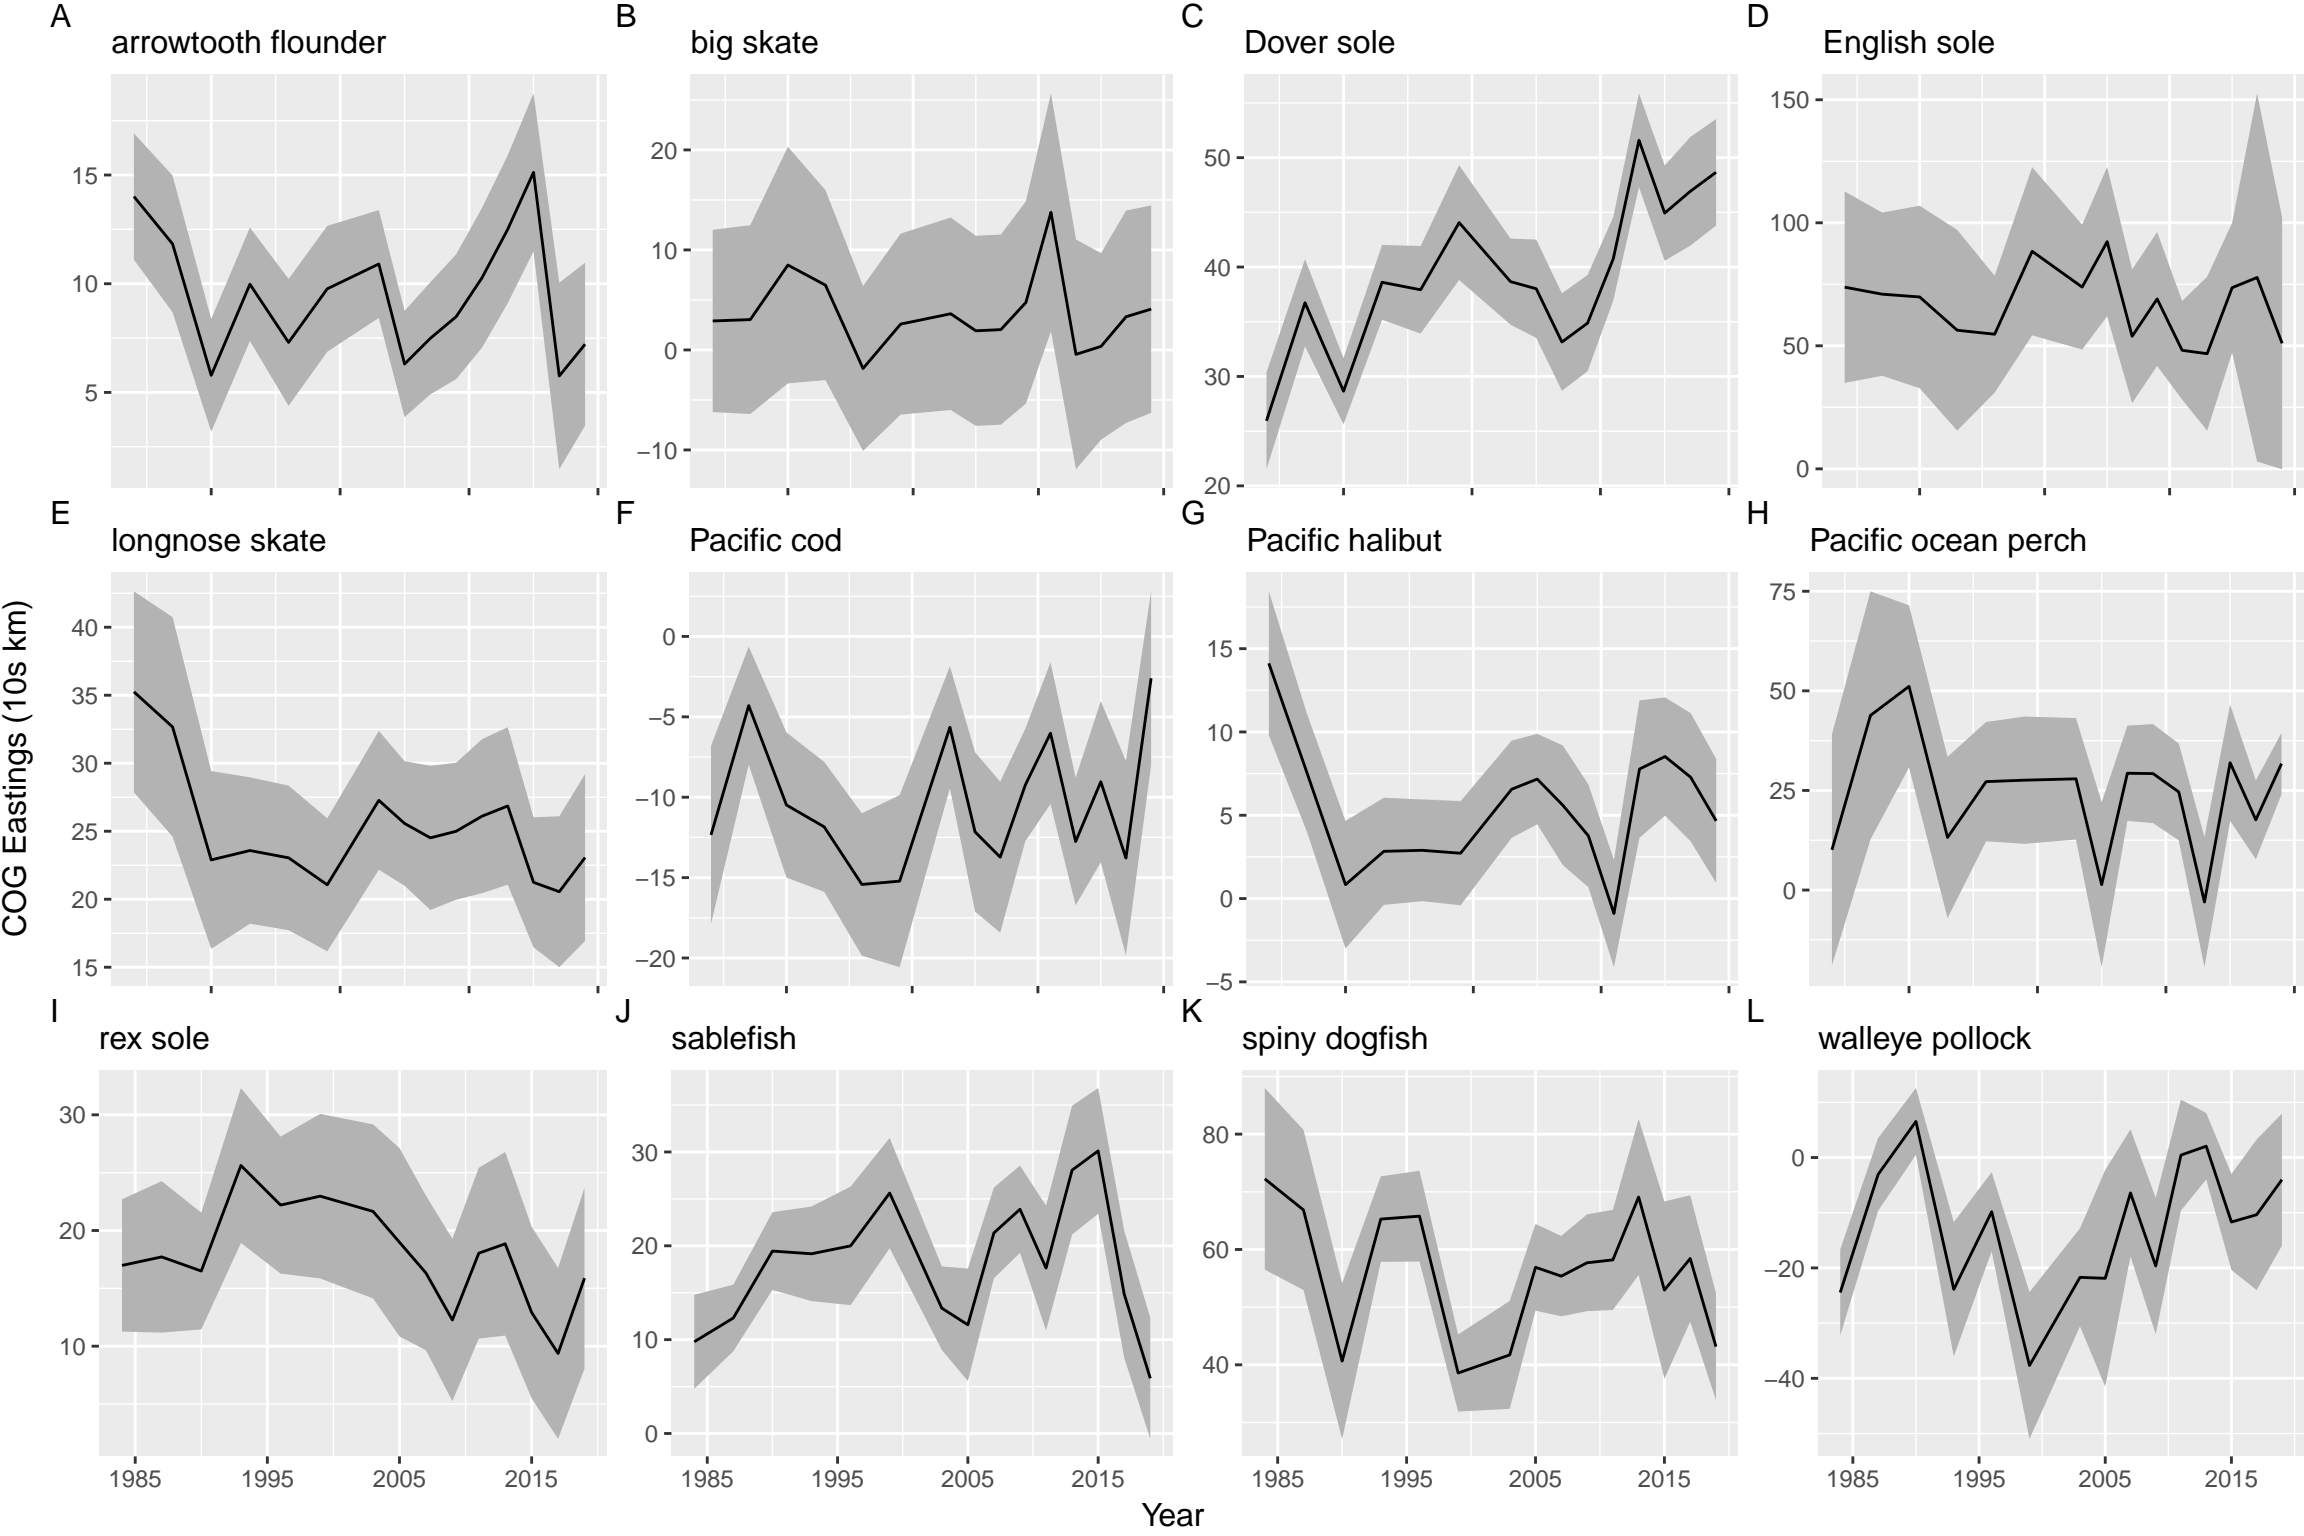 A
arrowtooth flounder
15
10
5
B
big skate
20
10
0
−10
C
Dover sole
50
40
30
20
D
English sole
150
100
50
0
E
longnose skate
40
35
30
25
20
15
F
Pacific cod
0
−5
−10
−15
−20
G
Pacific halibut
15
10
5
0
−5
H
Pacific ocean perch
75
50
25
0
COG Eastings (10s km)
I
rex sole
30
20
10
1985 1995 2005 2015
J
sablefish
30
20
10
0
1985 1995 2005 2015
K
spiny dogfish
80
60
40
1985 1995 2005 2015
L
walleye pollock
0
−20
−40
1985 1995 2005 2015
Year